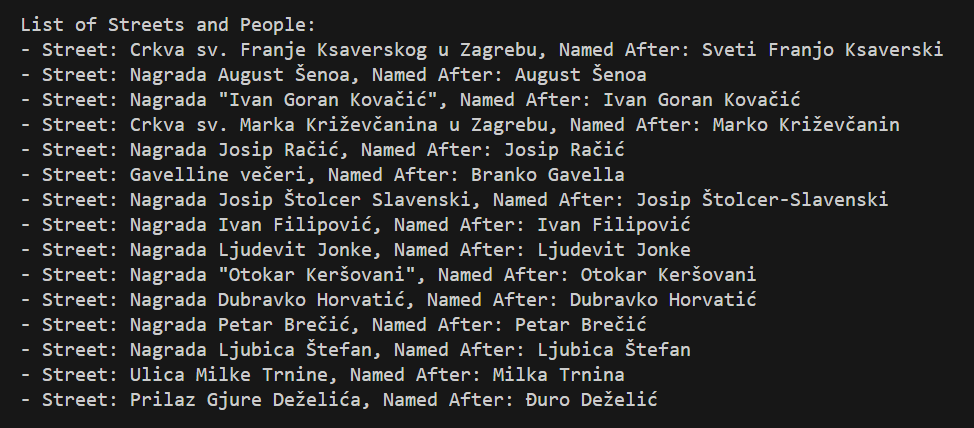 List of Streets and People:
- Street: Crkva sv. Franje Ksaverskog u Zagrebu, Named After: Sveti Franjo Ksaverski
- Street: Nagrada August Šenoa, Named After: August Šenoa
- Street: Nagrada "Ivan Goran Kovačić", Named After: Ivan Goran Kovačić
- Street: Crkva sv. Marka Križevčanina u Zagrebu, Named After: Marko Križevčanin
- Street: Nagrada Josip Račić, Named After: Josip Račić
- Street: Gavelline večeri, Named After: Branko Gavella
- Street: Nagrada Josip Štolcer Slavenski, Named After: Josip Štolcer-Slavenski
- Street: Nagrada Ivan Filipović, Named After: Ivan Filipović
- Street: Nagrada Ljudevit Jonke, Named After: Ljudevit Jonke
- Street: Nagrada "Otokar Keršovani", Named After: Otokar Keršovani
- Street: Nagrada Dubravko Horvatić, Named After: Dubravko Horvatić
- Street: Nagrada Petar Brečić, Named After: Petar Brečić
- Street: Nagrada Ljubica Štefan, Named After: Ljubica Štefan
- Street: Ulica Milke Trnine, Named After: Milka Trnina
- Street: Prilaz Gjure Deželića, Named After: Đuro Deželić